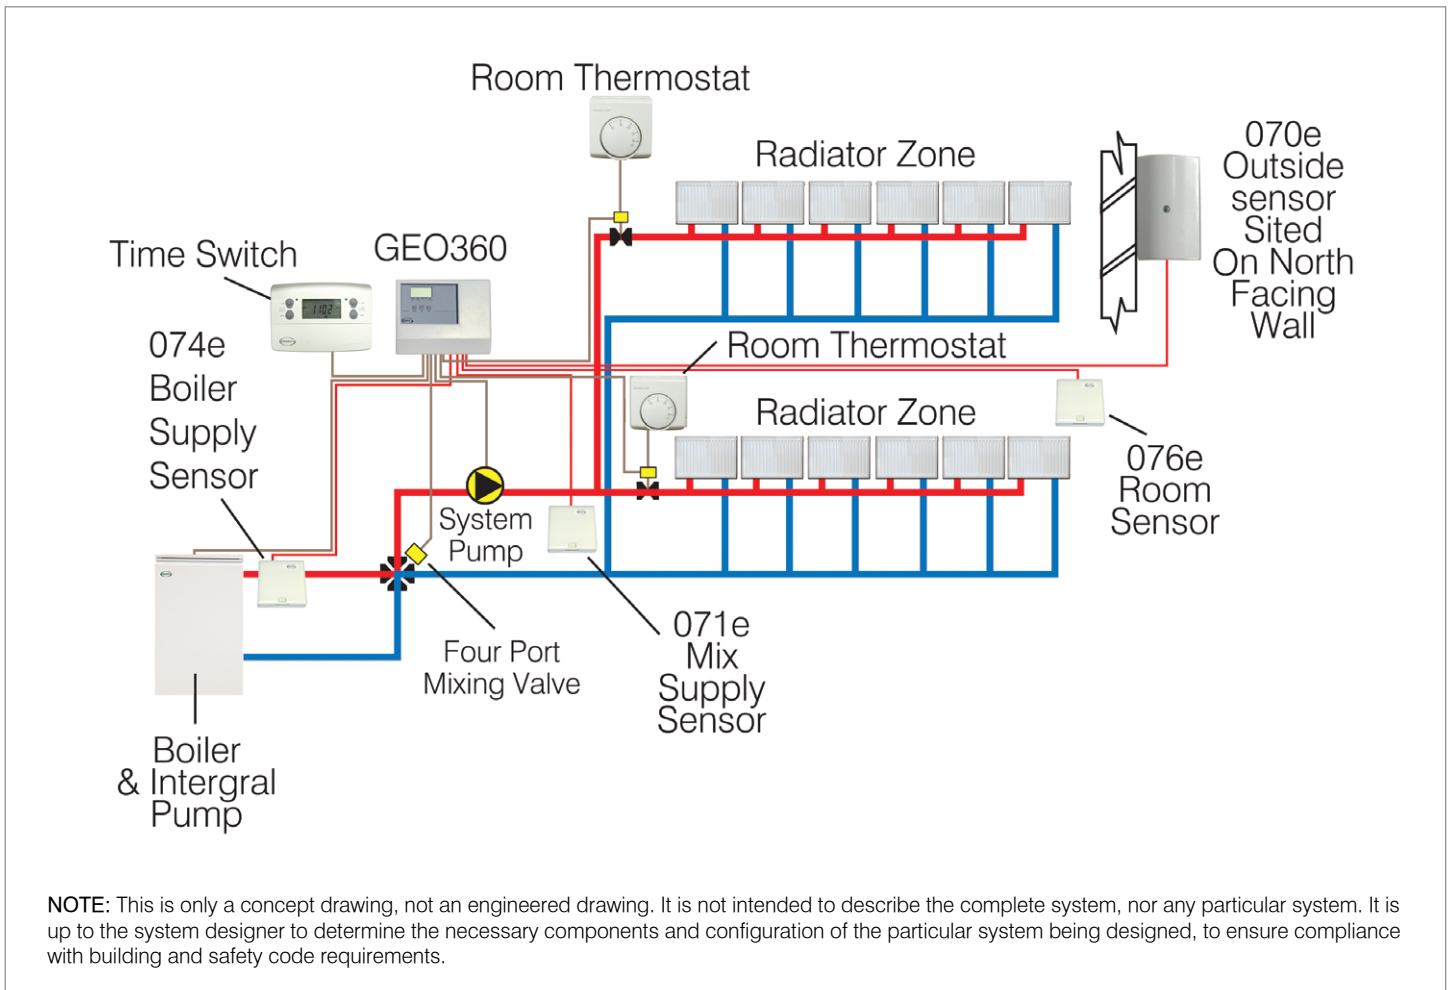 Room Thermostat
Radiator Zone
070e
Outside
sensor
Sited
On North
Facing
Wall
Time Switch
GEO360
1102
074e
Boiler
Supply
Sensor
Room Thermostat
Radiator Zone
076e
Room
Sensor
System
Pump
Four Port
Mixing Valve
071e
Mix
Supply
Sensor
Boiler
& Intergral
Pump
NOTE: This is only a concept drawing, not an engineered drawing. It is not intended to describe the complete system, nor any particular system. It is
up to the system designer to determine the necessary components and configuration of the particular system being designed, to ensure compliance
with building and safety code requirements.